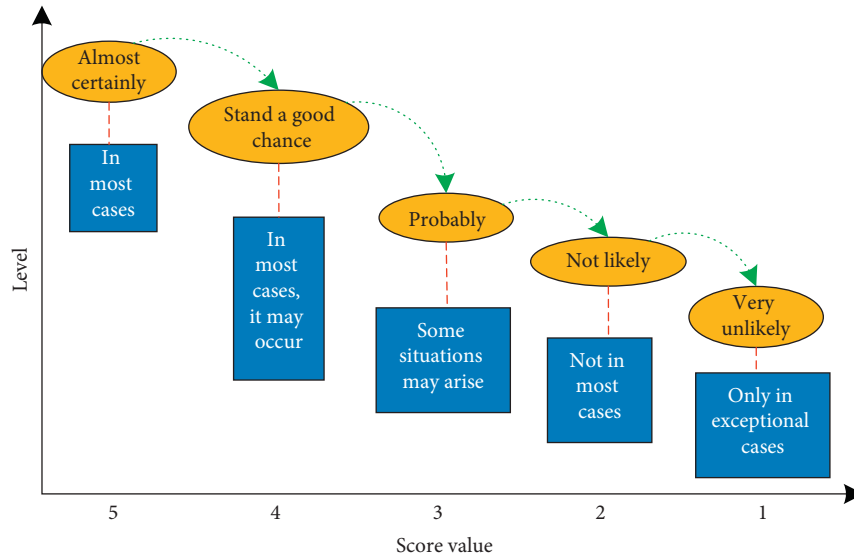 Almost
certainly
In
most
cases
Stand a good
chance
In
most
cases,
it may
occur
Probably
Some
situations
may arise
Not likely
Not in
most
cases
Very
unlikely
Only in
exceptional
cases
Level
5
4
3
2
1
Score value